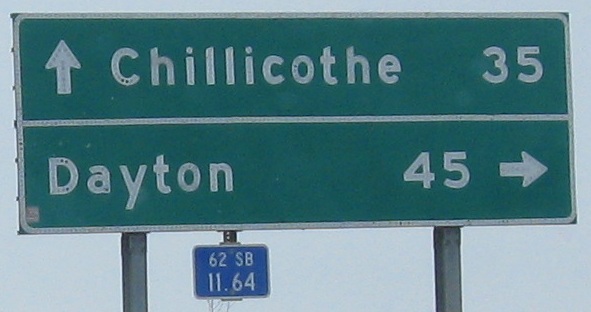 Chillicothe 35
Dayton 45
62 SB
11.64